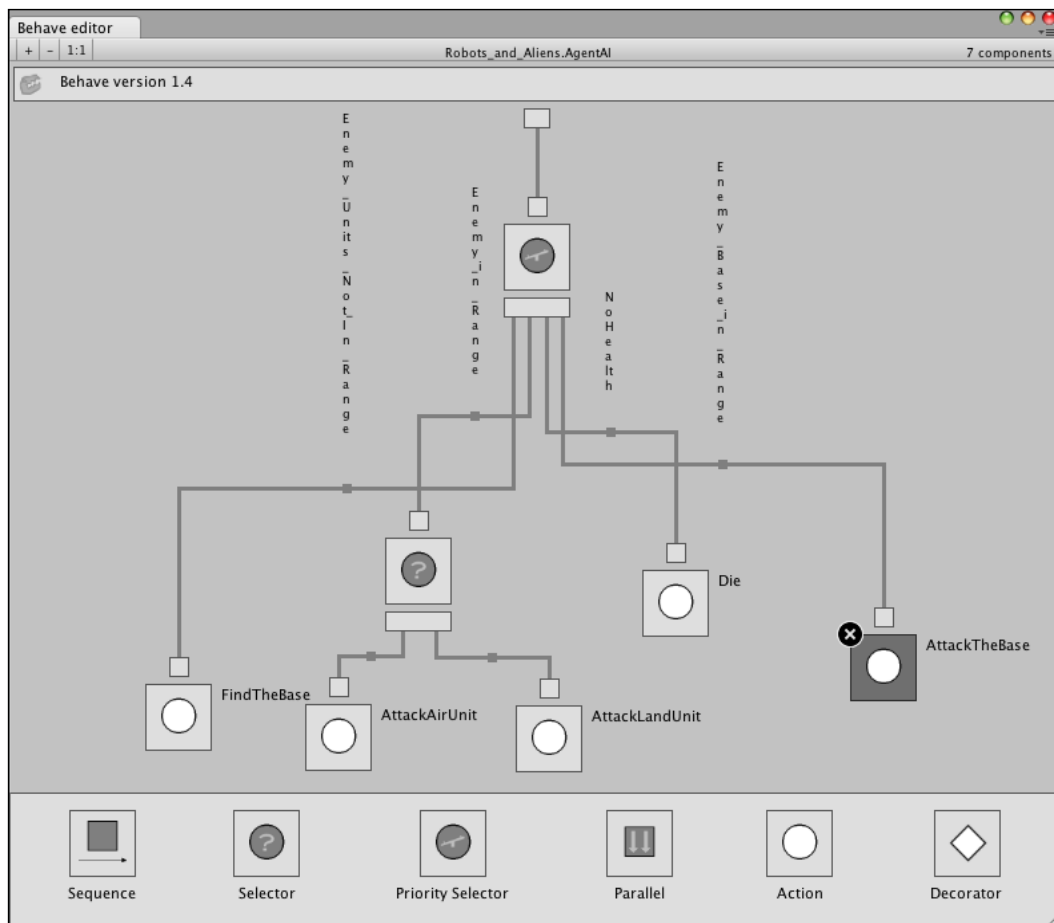 Behave editor
+ - 1:1
Robots_and_Aliens.AgentAI
7 components
Behave version 1.4
Enemy_Units_Not_In_Range
Enemy_in_Range
NoHealth
Enemy_Base_in_Range
?
Die
AttackTheBase
FindTheBase
AttackAirUnit
AttackLandUnit
?
Sequence
Selector
Priority Selector
Parallel
Action
Decorator